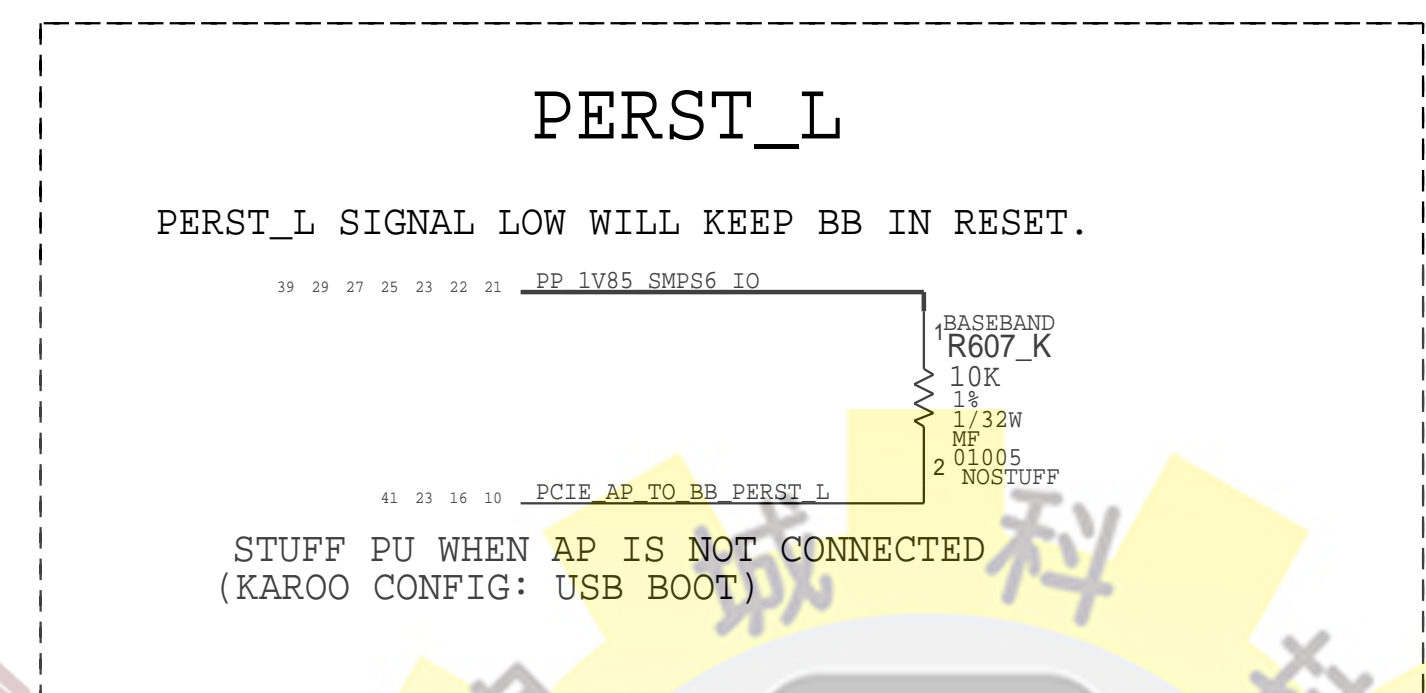 PERST_L
PERST_L SIGNAL LOW WILL KEEP BB IN RESET.
39 29 27 25 23 22 21 PP_1V85_SMPS6_IO
1 BASEBAND
R607_K
10K
1%
1/32W
MF
2 01005
NOSTUFF
41 23 16 10 PCIE_AP_TO_BB_PERST_L
STUFF PU WHEN AP IS NOT CONNECTED
(KAROO CONFIG: USB BOOT)
城
科